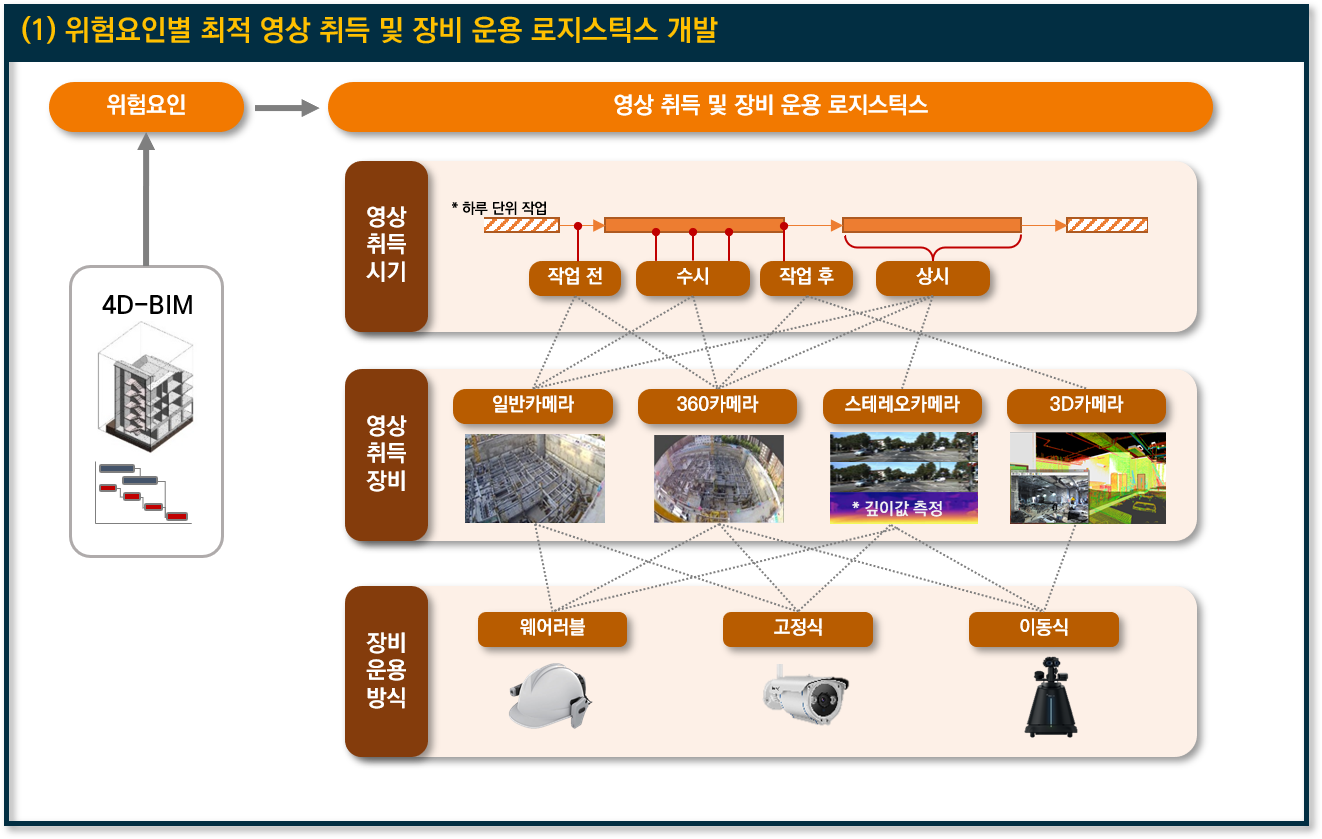 (1) 위험요인별 최적 영상 취득 및 장비 운용 로지스틱스 개발
위험요인
영상 취득 및 장비 운용 로지스틱스
4D-BIM
영상
취득
시기
* 하루 단위 작업
작업 전
수시
작업 후
상시
영상
취득
장비
일반카메라
360카메라
스테레오카메라
3D카메라
* 깊이값 측정
장비
운용
방식
웨어러블
고정식
이동식